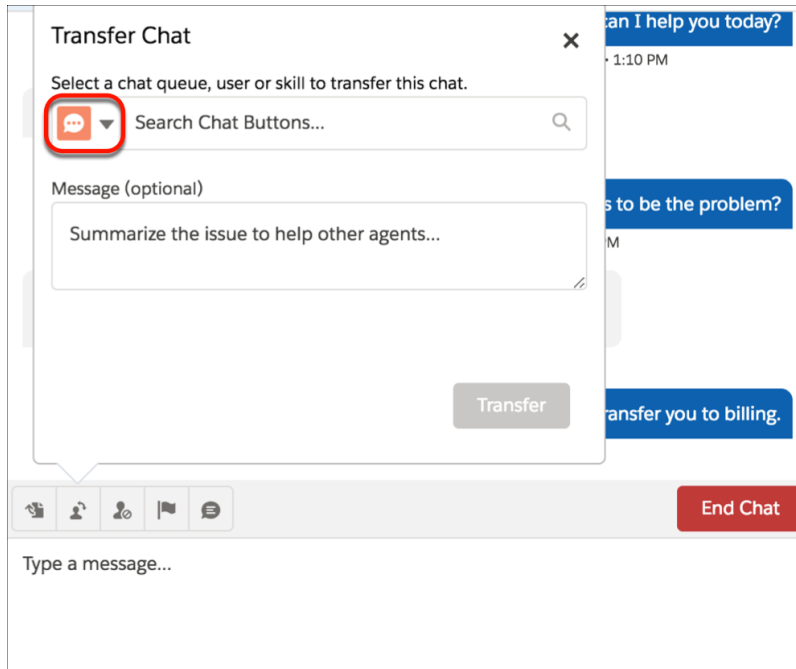 Transfer Chat
can I help you today?
• 1:10 PM
Select a chat queue, user or skill to transfer this chat.
Search Chat Buttons...
Message (optional)
s to be the problem?
Summarize the issue to help other agents...
PM
Transfer
ransfer you to billing.
End Chat
Type a message...